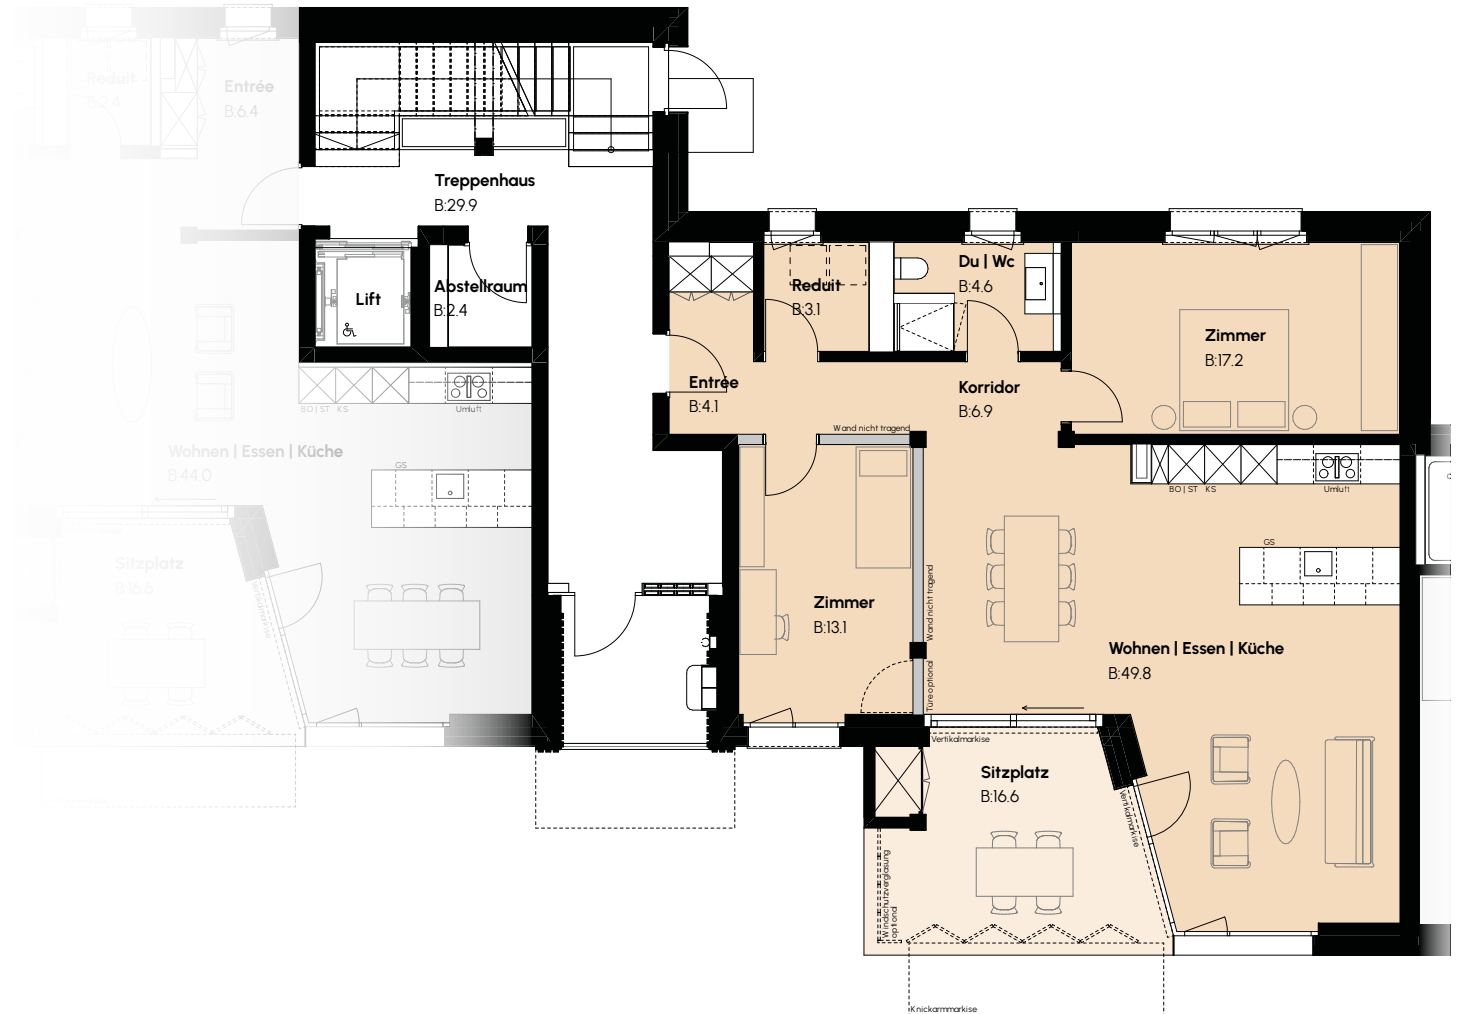 Reduit
B:2.4
Entrée
B:6.4
Treppenhaus
B:29.9
Lift
Abstellraum
B:2.4
BO | ST   KS
Umluft
Wohnen | Essen | Küche
B:44.0
GS
Sitzplatz
B:16.6
Vertikalmarkise
Reduit
B:3.1
Du | Wc
B:4.6
Zimmer
B:17.2
Entrée
B:4.1
Korridor
B:6.9
Wand nicht tragend
BO | ST   KS
Umluft
GS
Wand nicht tragend
Zimmer
B:13.1
Türe optional
Wohnen | Essen | Küche
B:49.8
Vertikalmarkise
Sitzplatz
B:16.6
Vertikalmarkise
Windschutzverglasung
optional
Knickarmmarkise